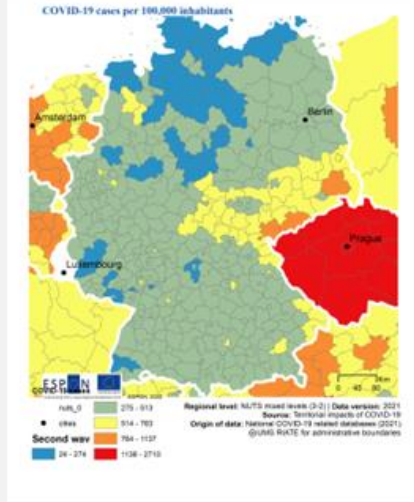 COVID-19 cases per 100,000 inhabitants
Amsterdam
Berlin
Prague
Luxembourg
ESPON
nuts_0
cities
Second wav
24 - 274
275 - 513
514 - 763
764 - 1137
1138 - 2710
Regional level: NUTS mixed levels (3-2) | Data version: 2021
Source: Territorial impacts of COVID-19
Origin of data: National COVID-19 related databases (2021)
@UMS RIATE for administrative boundaries